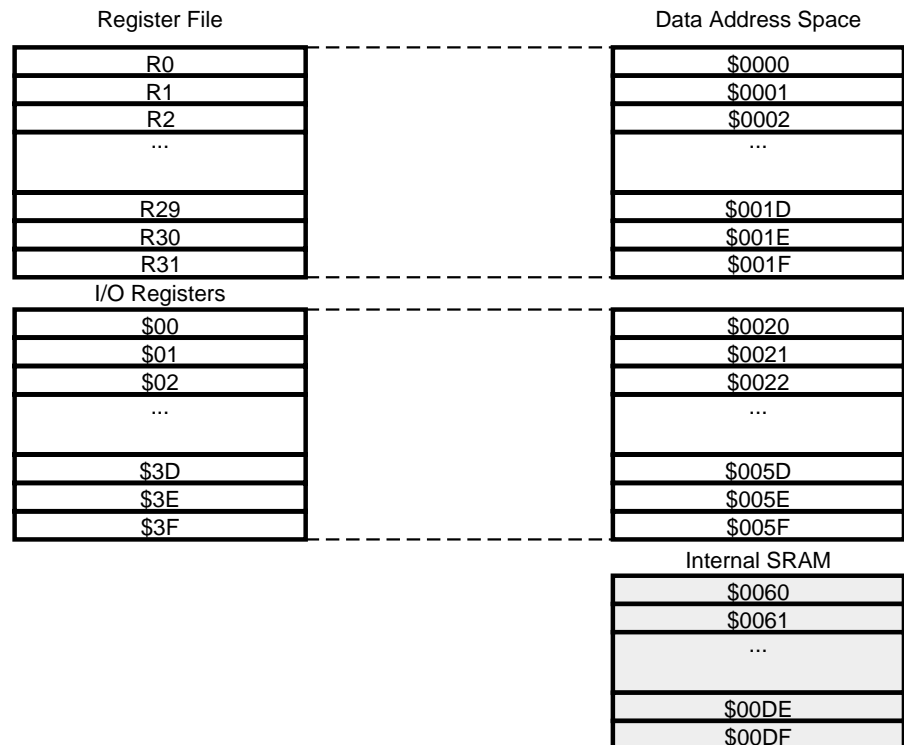 Register File
Data Address Space
R0
$0000
R1
$0001
R2
$0002
...
...
R29
$001D
R30
$001E
R31
$001F
I/O Registers
$00
$0020
$01
$0021
$02
$0022
...
...
$3D
$005D
$3E
$005E
$3F
$005F
Internal SRAM
$0060
$0061
...
$00DE
$00DF